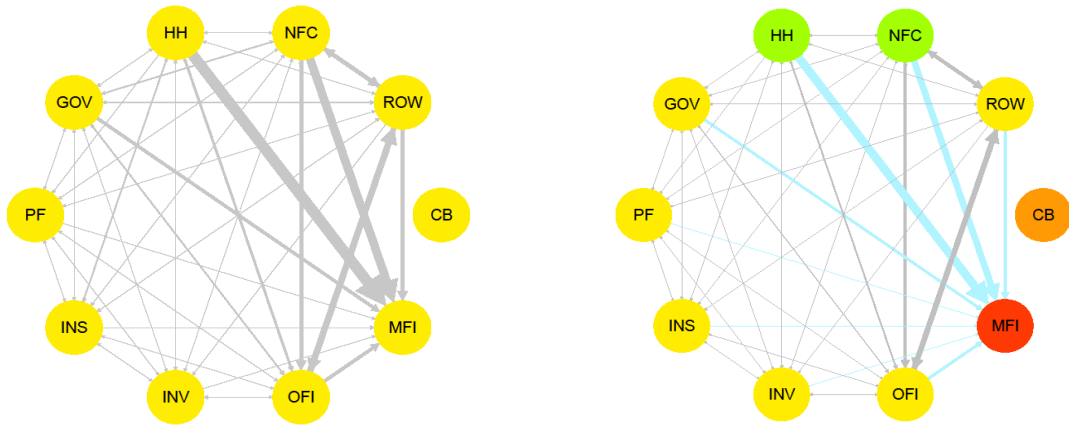 HH
NFC
GOV
ROW
PF
CB
INS
MFI
INV
OFI
HH
NFC
GOV
ROW
PF
CB
INS
MFI
INV
OFI